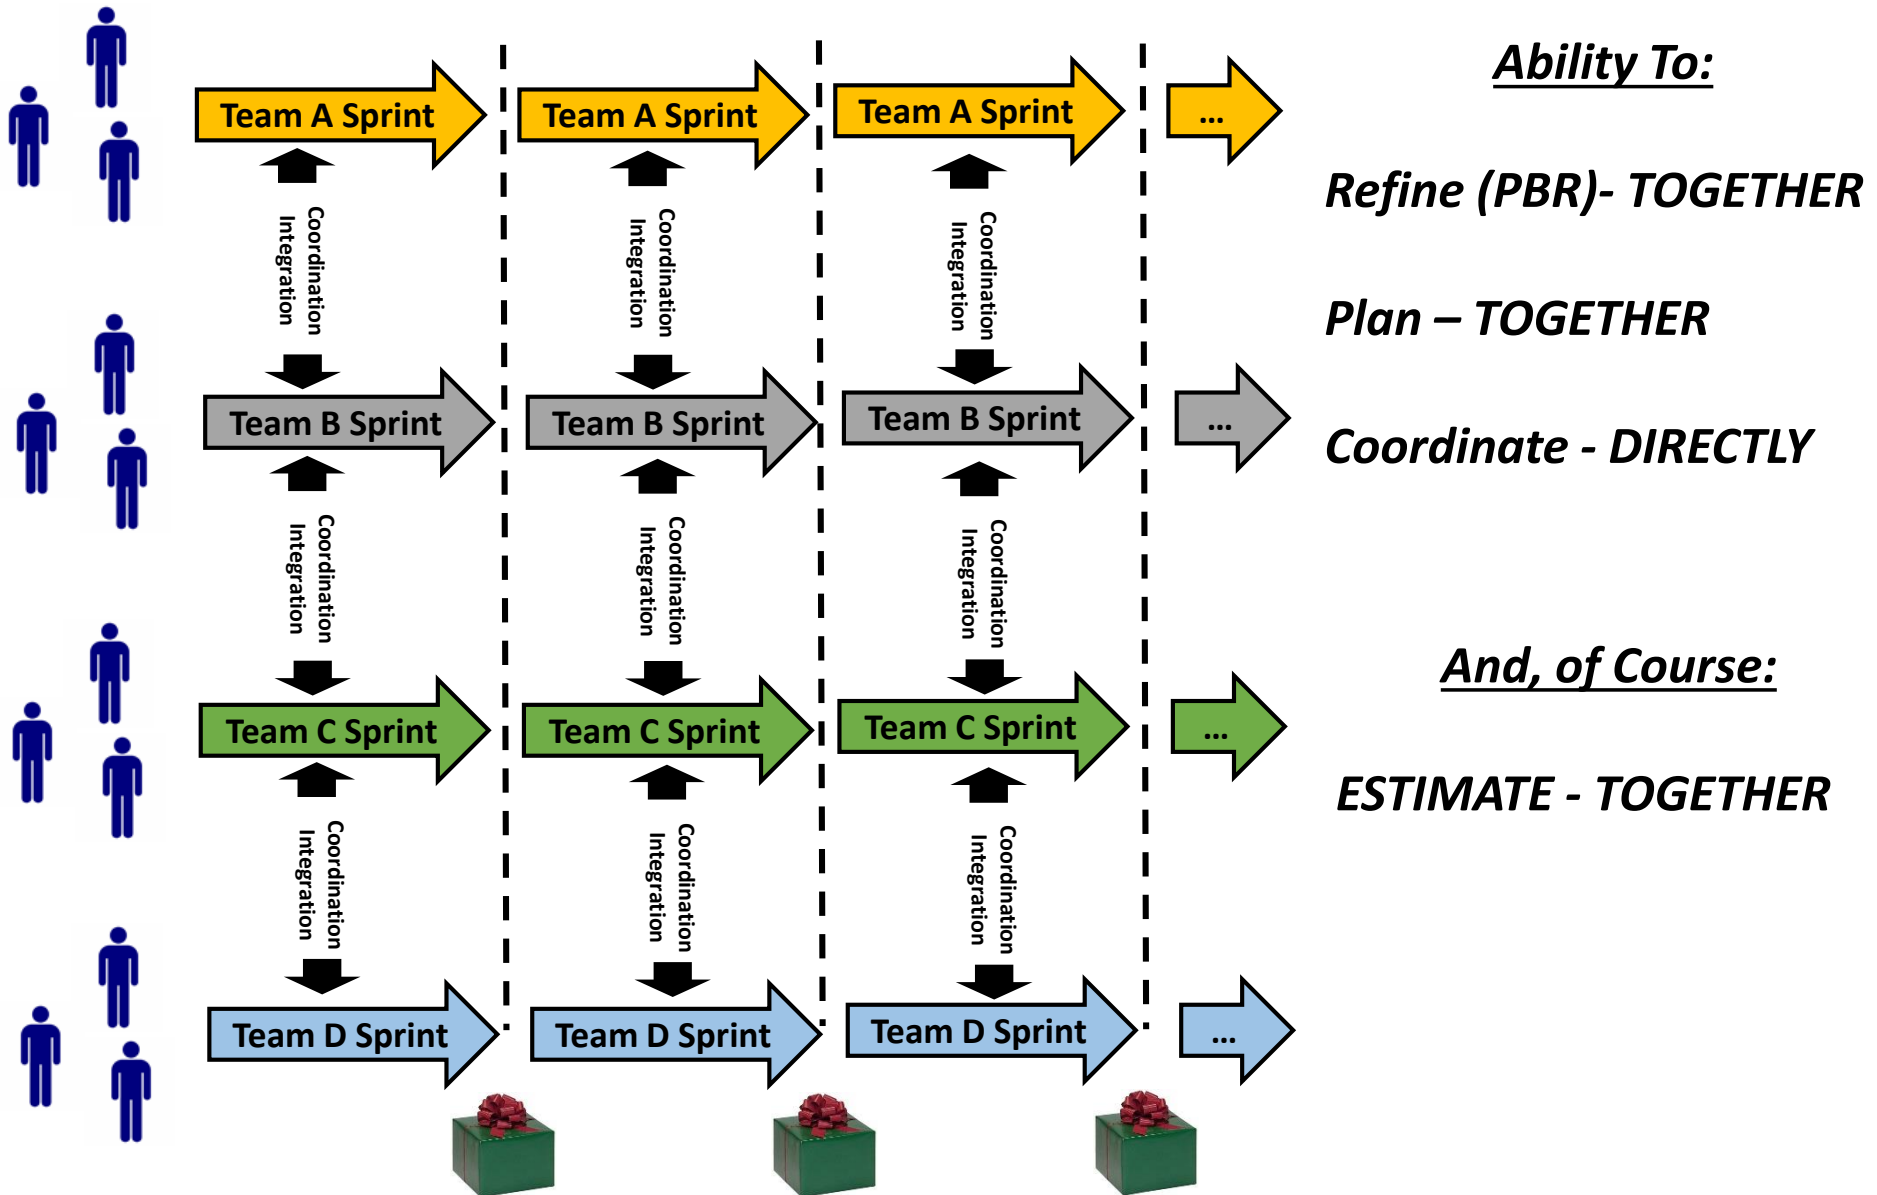 Team A Sprint
Team A Sprint
Team A Sprint
...
Coordination
Integration
Coordination
Integration
Coordination
Integration
Team B Sprint
Team B Sprint
Team B Sprint
...
Coordination
Integration
Coordination
Integration
Coordination
Integration
Team C Sprint
Team C Sprint
Team C Sprint
...
Coordination
Integration
Coordination
Integration
Coordination
Integration
Team D Sprint
Team D Sprint
Team D Sprint
...
Ability To:
Refine (PBR)- TOGETHER
Plan – TOGETHER
Coordinate - DIRECTLY
And, of Course:
ESTIMATE - TOGETHER